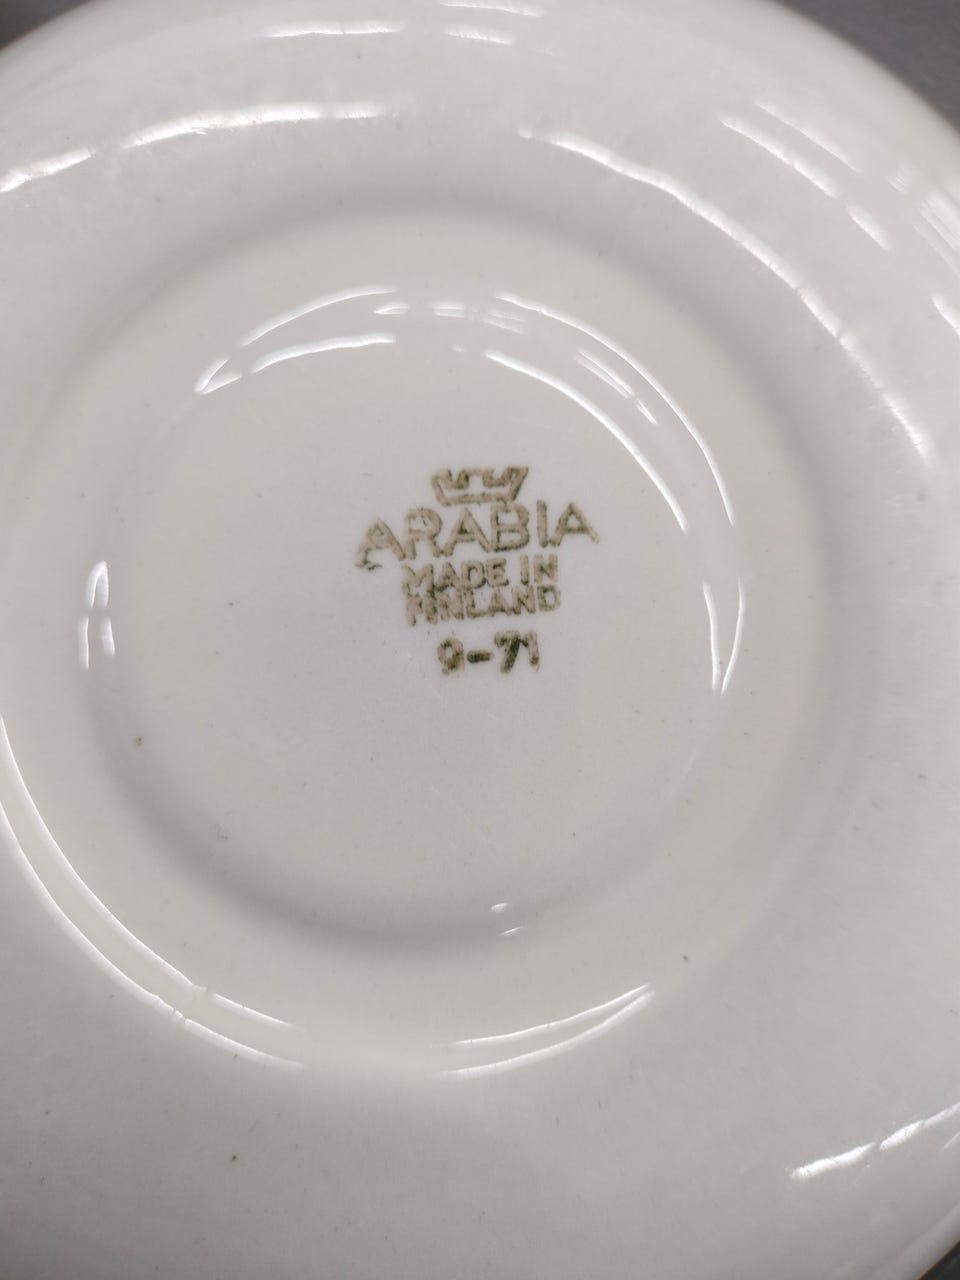 ARABIA
MADE IN
FINLAND
9-71